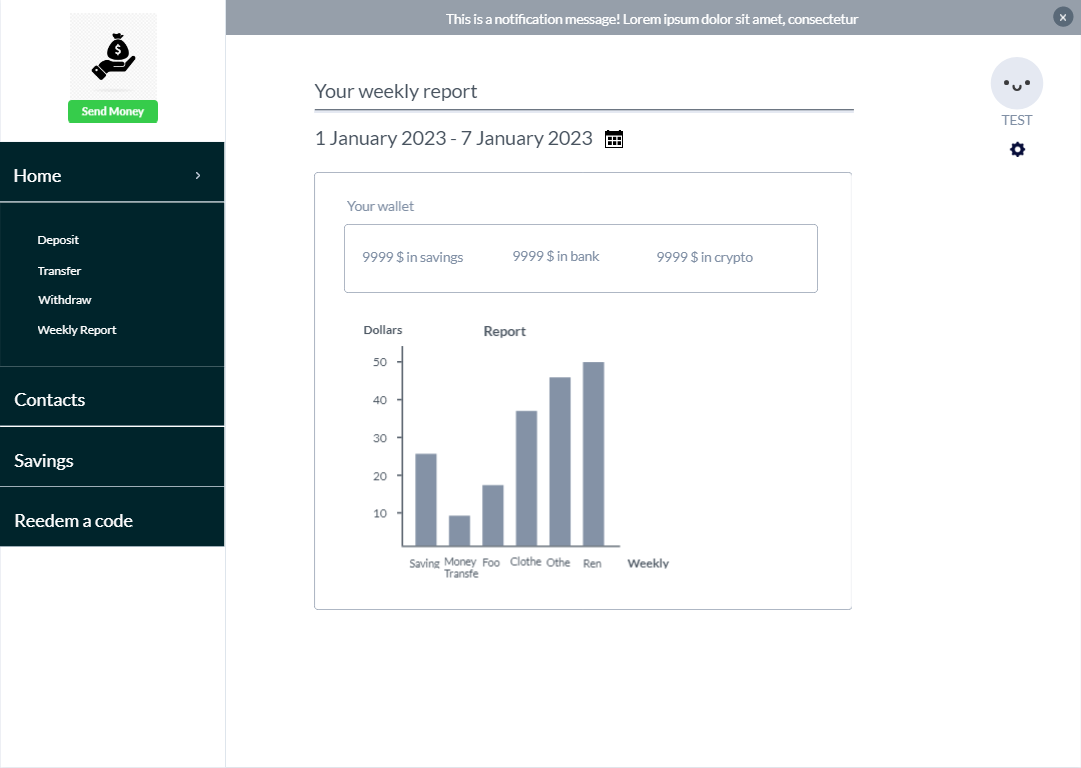 This is a notification message! Lorem ipsum dolor sit amet, consectetur
$
Send Money
Home
Deposit
Transfer
Withdraw
Weekly Report
Contacts
Savings
Reedem a code
Your weekly report
1 January 2023 - 7 January 2023
TEST
Your wallet
9999 $ in savings
9999 $ in bank
9999 $ in crypto
Dollars
Report
50
40
30
20
10
Saving
Money
Transfe
Foo
Clothe
Othe
Ren
Weekly